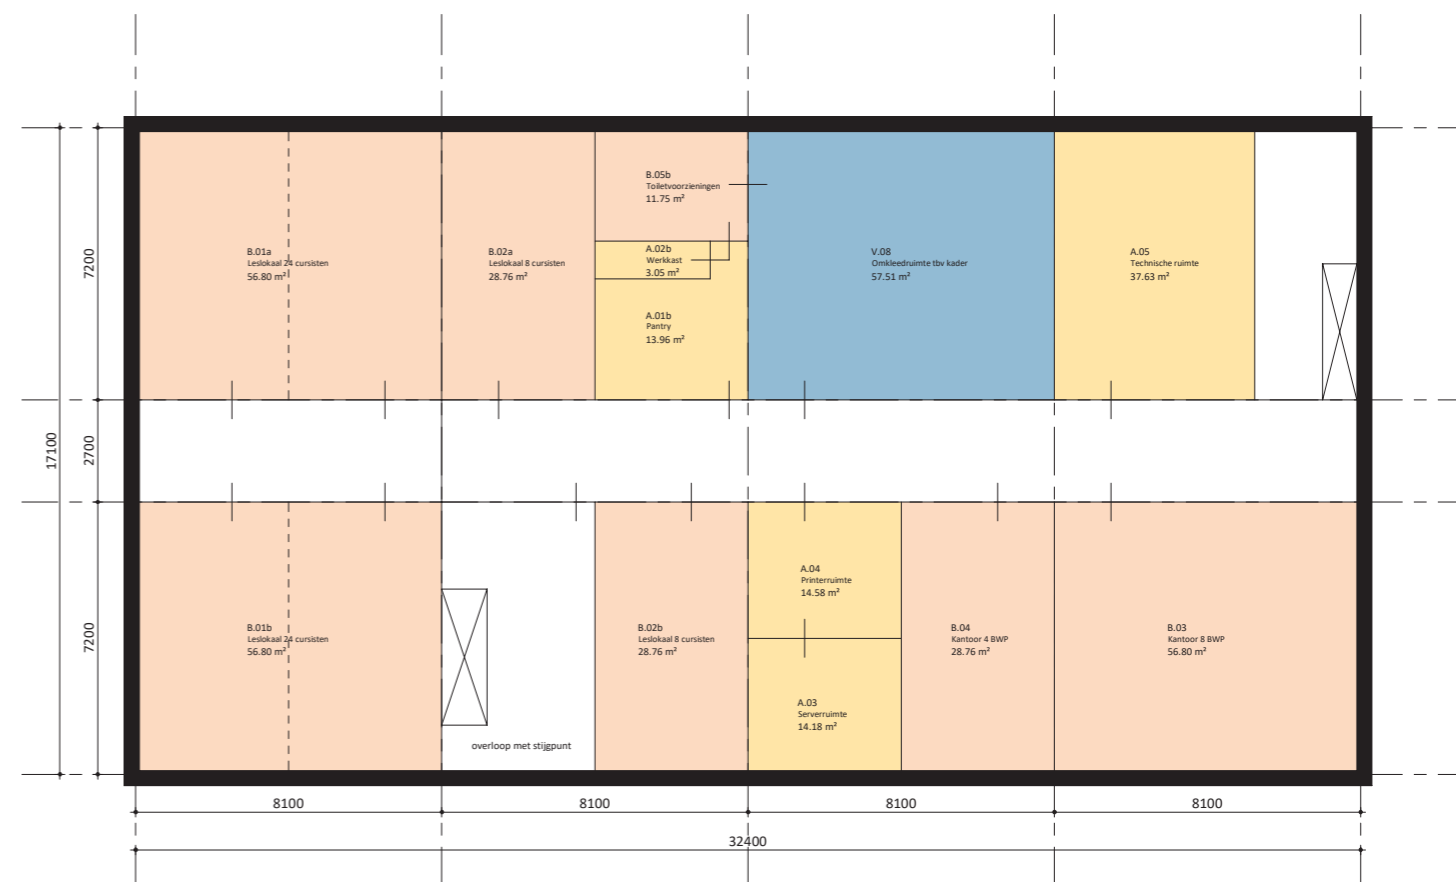 B.05b
Toiletvoorzieningen
11.75 m²
B.01a
Leslokaal 24 cursisten
56.80 m²
B.02a
Leslokaal 8 cursisten
28.76 m²
A.02b
Werkkast
3.05 m²
V.08
Omkleedruimte tbv kader
57.51 m²
A.05
Technische ruimte
37.63 m²
A.01b
Pantry
13.96 m²
7200
17100
2700
7200
A.04
Printerruimte
14.58 m²
B.01b
Leslokaal 24 cursisten
56.80 m²
B.02b
Leslokaal 8 cursisten
28.76 m²
B.04
Kantoor 4 BWP
28.76 m²
B.03
Kantoor 8 BWP
56.80 m²
A.03
Serverruimte
14.18 m²
overloop met stijgpunt
8100
8100
8100
8100
32400